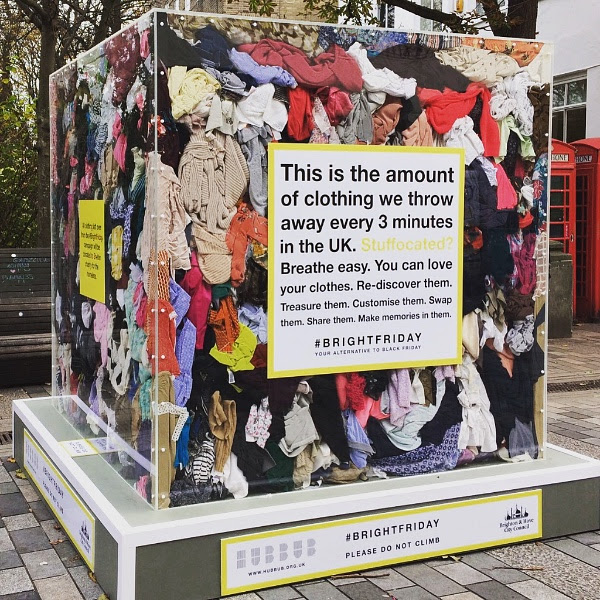 This is the amount
of clothing we throw
away every 3 minutes
in the UK. Stuffocated?
Breathe easy. You can love
your clothes. Re-discover them.
Treasure them. Customise them. Swap
them. Share them. Make memories in them.
#BRIGHTFRIDAY
YOUR ALTERNATIVE TO BLACK FRIDAY
HUBBUB
WWW.HUBBUB.ORG.UK
#BRIGHTFRIDAY
PLEASE DO NOT CLIMB
Brighton & Hove
City Council
#BRIGHTFRIDAY